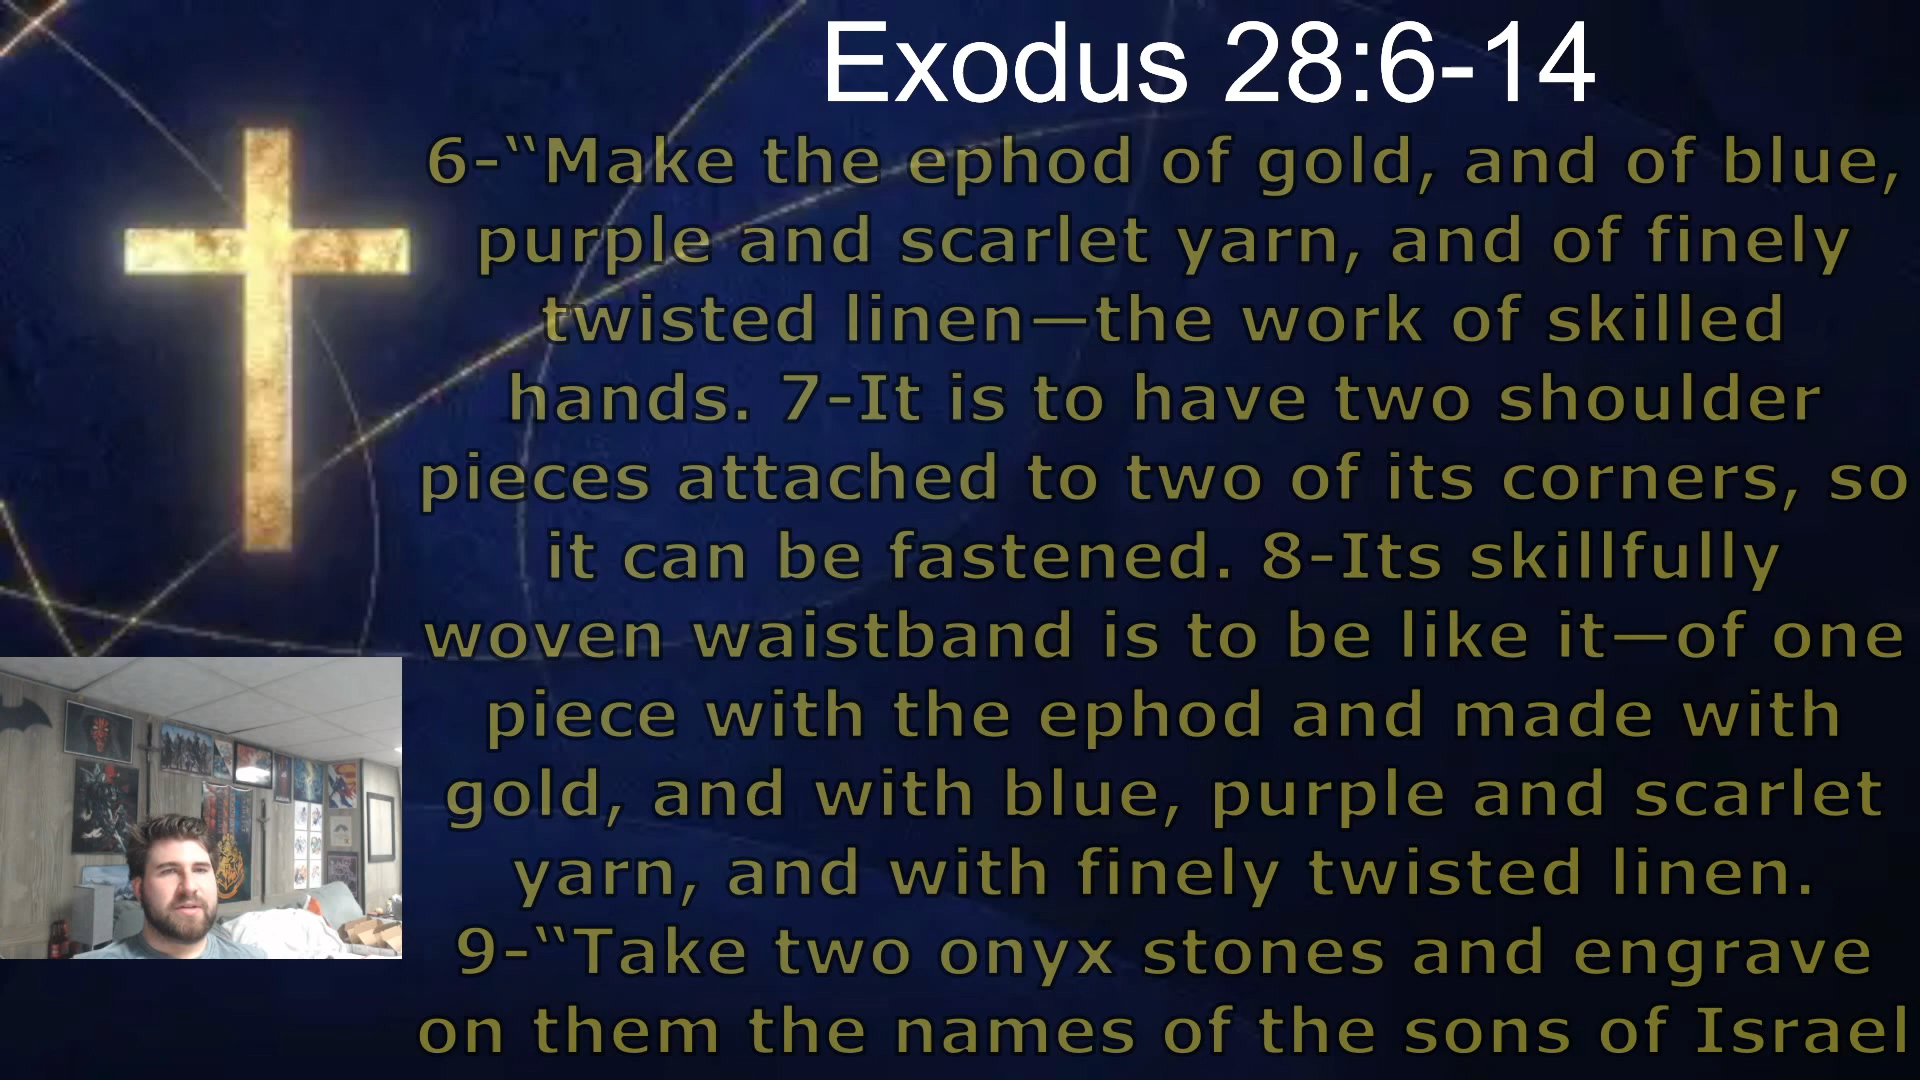 Exodus 28:6-14
6-“Make the ephod of gold, and of blue,
purple and scarlet yarn, and of finely
twisted linen—the work of skilled
hands. 7-It is to have two shoulder
pieces attached to two of its corners, so
it can be fastened. 8-Its skillfully
woven waistband is to be like it—of one
piece with the ephod and made with
gold, and with blue, purple and scarlet
yarn, and with finely twisted linen.
9-“Take two onyx stones and engrave
on them the names of the sons of Israel